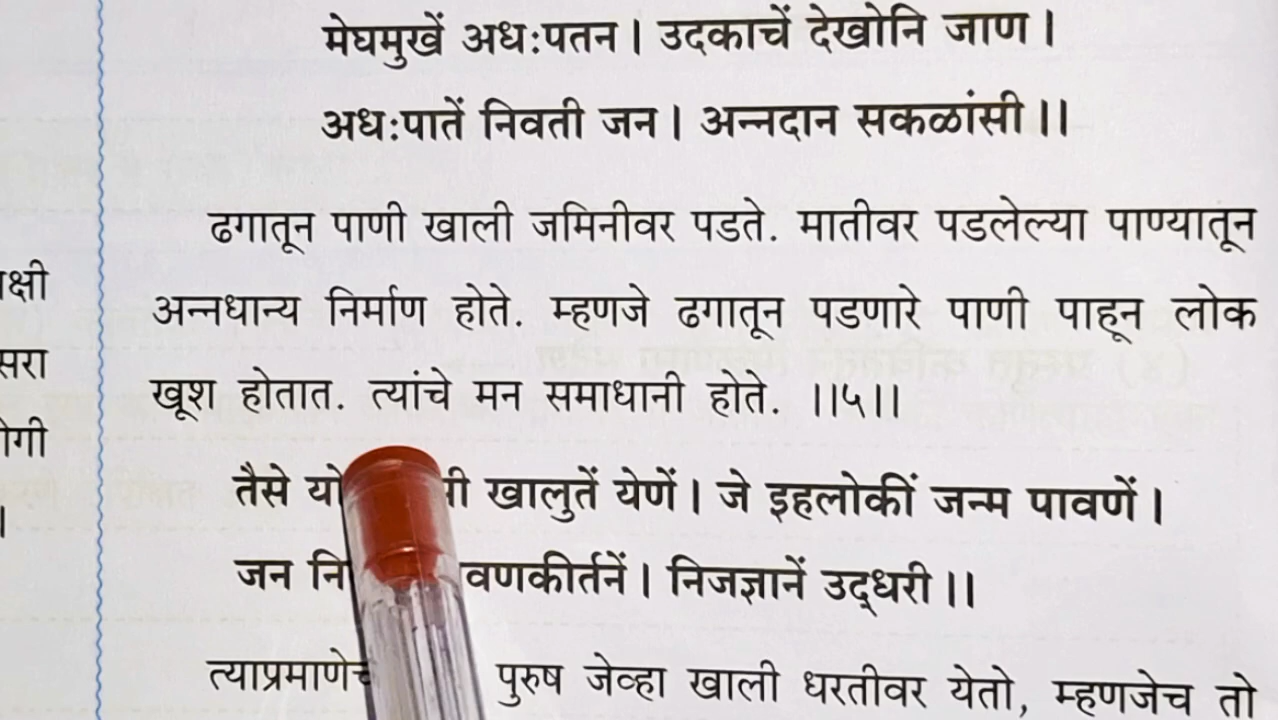 मेघमुखें अधःपतन। उदकाचें देखोनि जाण।
अधःपातें निवती जन। अन्नदान सकळांसी।।
ढगातून पाणी खाली जमिनीवर पडते. मातीवर पडलेल्या पाण्यातून
अन्नधान्य निर्माण होते. म्हणजे ढगातून पडणारे पाणी पाहून लोक
खूश होतात. त्यांचे मन समाधानी होते. ।।५।।
तैसे खालुतें येणें। जे इहलोकीं जन्म पावणें।
जन वणकीर्तनें। निजज्ञानें उद्धरी।।
पुरुष जेव्हा खाली धरतीवर येतो, म्हणजेच तो